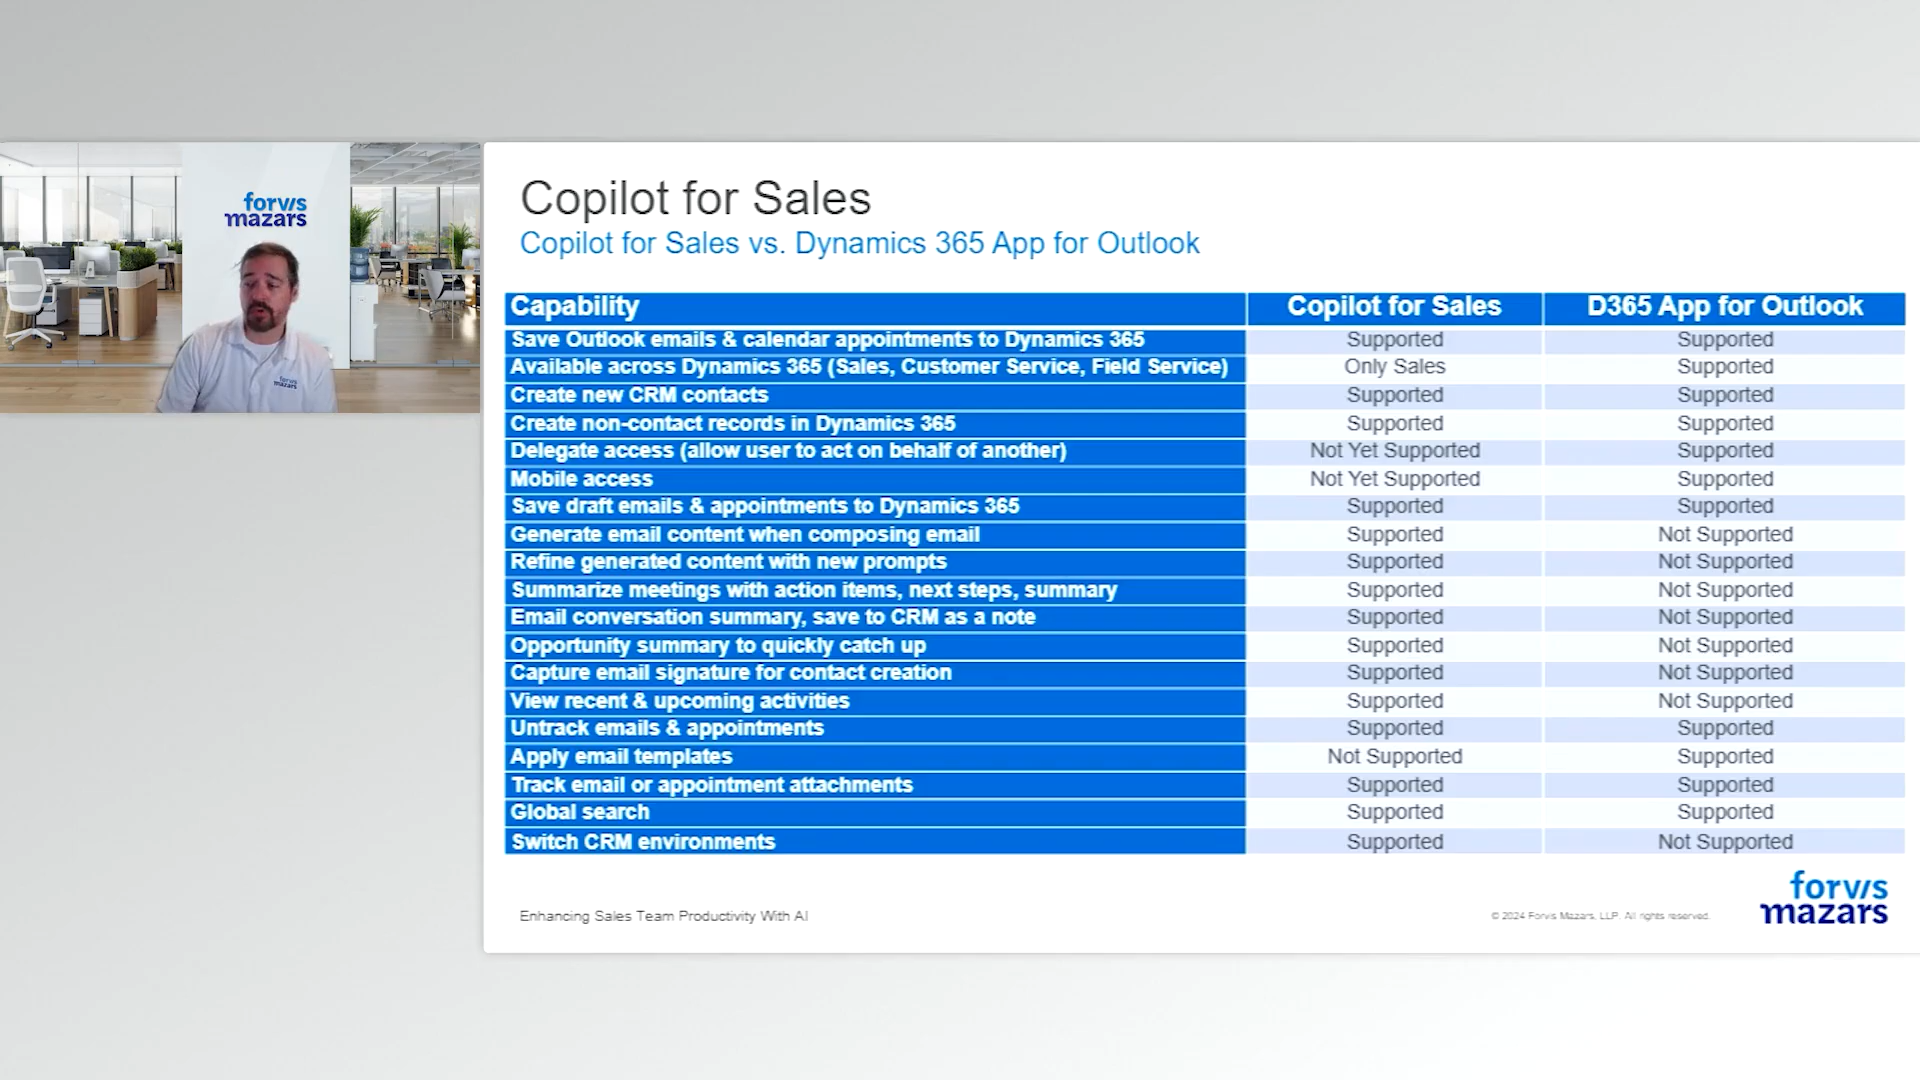 forvis
mazars
forvis
mazars
Copilot for Sales
Copilot for Sales vs. Dynamics 365 App for Outlook
Capability Copilot for Sales D365 App for Outlook
Save Outlook emails & calendar appointments to Dynamics 365 Supported Supported
Available across Dynamics 365 (Sales, Customer Service, Field Service) Only Sales Supported
Create new CRM contacts Supported Supported
Create non-contact records in Dynamics 365 Supported Supported
Delegate access (allow user to act on behalf of another) Not Yet Supported Supported
Mobile access Not Yet Supported Supported
Save draft emails & appointments to Dynamics 365 Supported Supported
Generate email content when composing email Supported Not Supported
Refine generated content with new prompts Supported Not Supported
Summarize meetings with action items, next steps, summary Supported Not Supported
Email conversation summary, save to CRM as a note Supported Not Supported
Opportunity summary to quickly catch up Supported Not Supported
Capture email signature for contact creation Supported Not Supported
View recent & upcoming activities Supported Not Supported
Untrack emails & appointments Supported Supported
Apply email templates Not Supported Supported
Track email or appointment attachments Supported Supported
Global search Supported Supported
Switch CRM environments Supported Not Supported
Enhancing Sales Team Productivity With AI
© 2024 Forvis Mazars, LLP. All rights reserved.
forvis
mazars